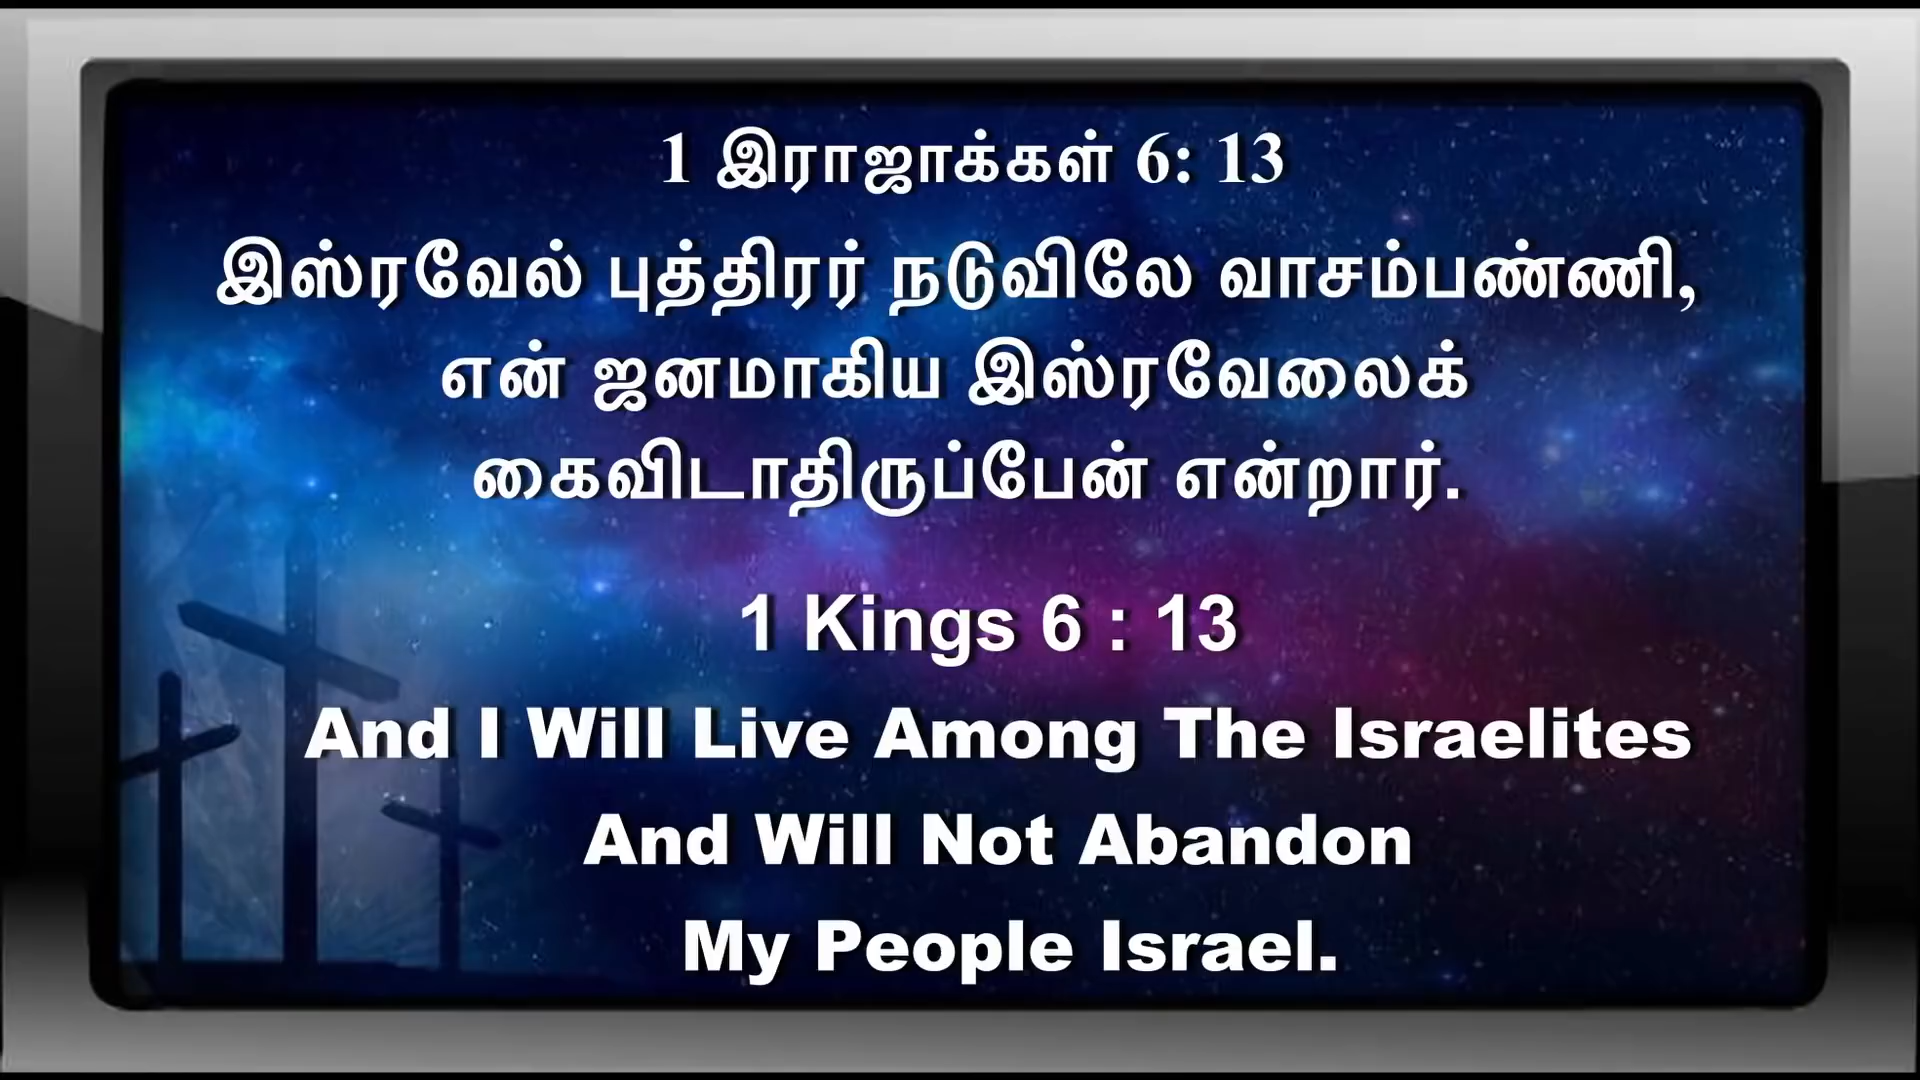 1 இராஜாக்கள் 6: 13
இஸ்ரவேல் புத்திரர் நடுவிலே வாசம்பண்ணி,
என் ஜனமாகிய இஸ்ரவேலைக்
கைவிடாதிருப்பேன் என்றார்.
1 Kings 6 : 13
And I Will Live Among The Israelites
And Will Not Abandon
My People Israel.